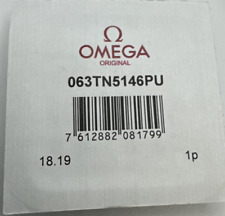 Ω
OMEGA
ORIGINAL
063TN5146PU
7 612882 081799
18.19 1p